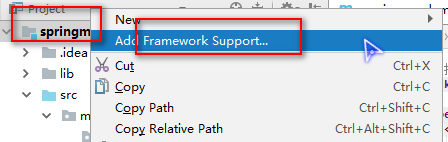 Project
springm
New
Add Framework Support...
.idea
Cut Ctrl+X
lib
Copy Ctrl+C
src
Copy Path Ctrl+Shift+C
m
Copy Relative Path Ctrl+Alt+Shift+C